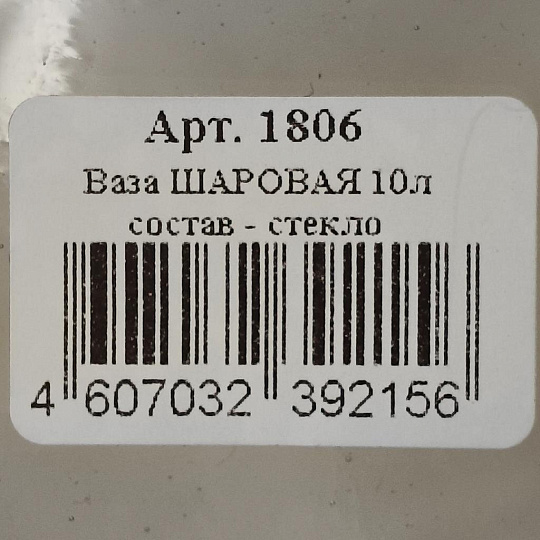 Арт. 1806
Ваза ШАРОВАЯ 10л
состав - стекло
4 607032 392156